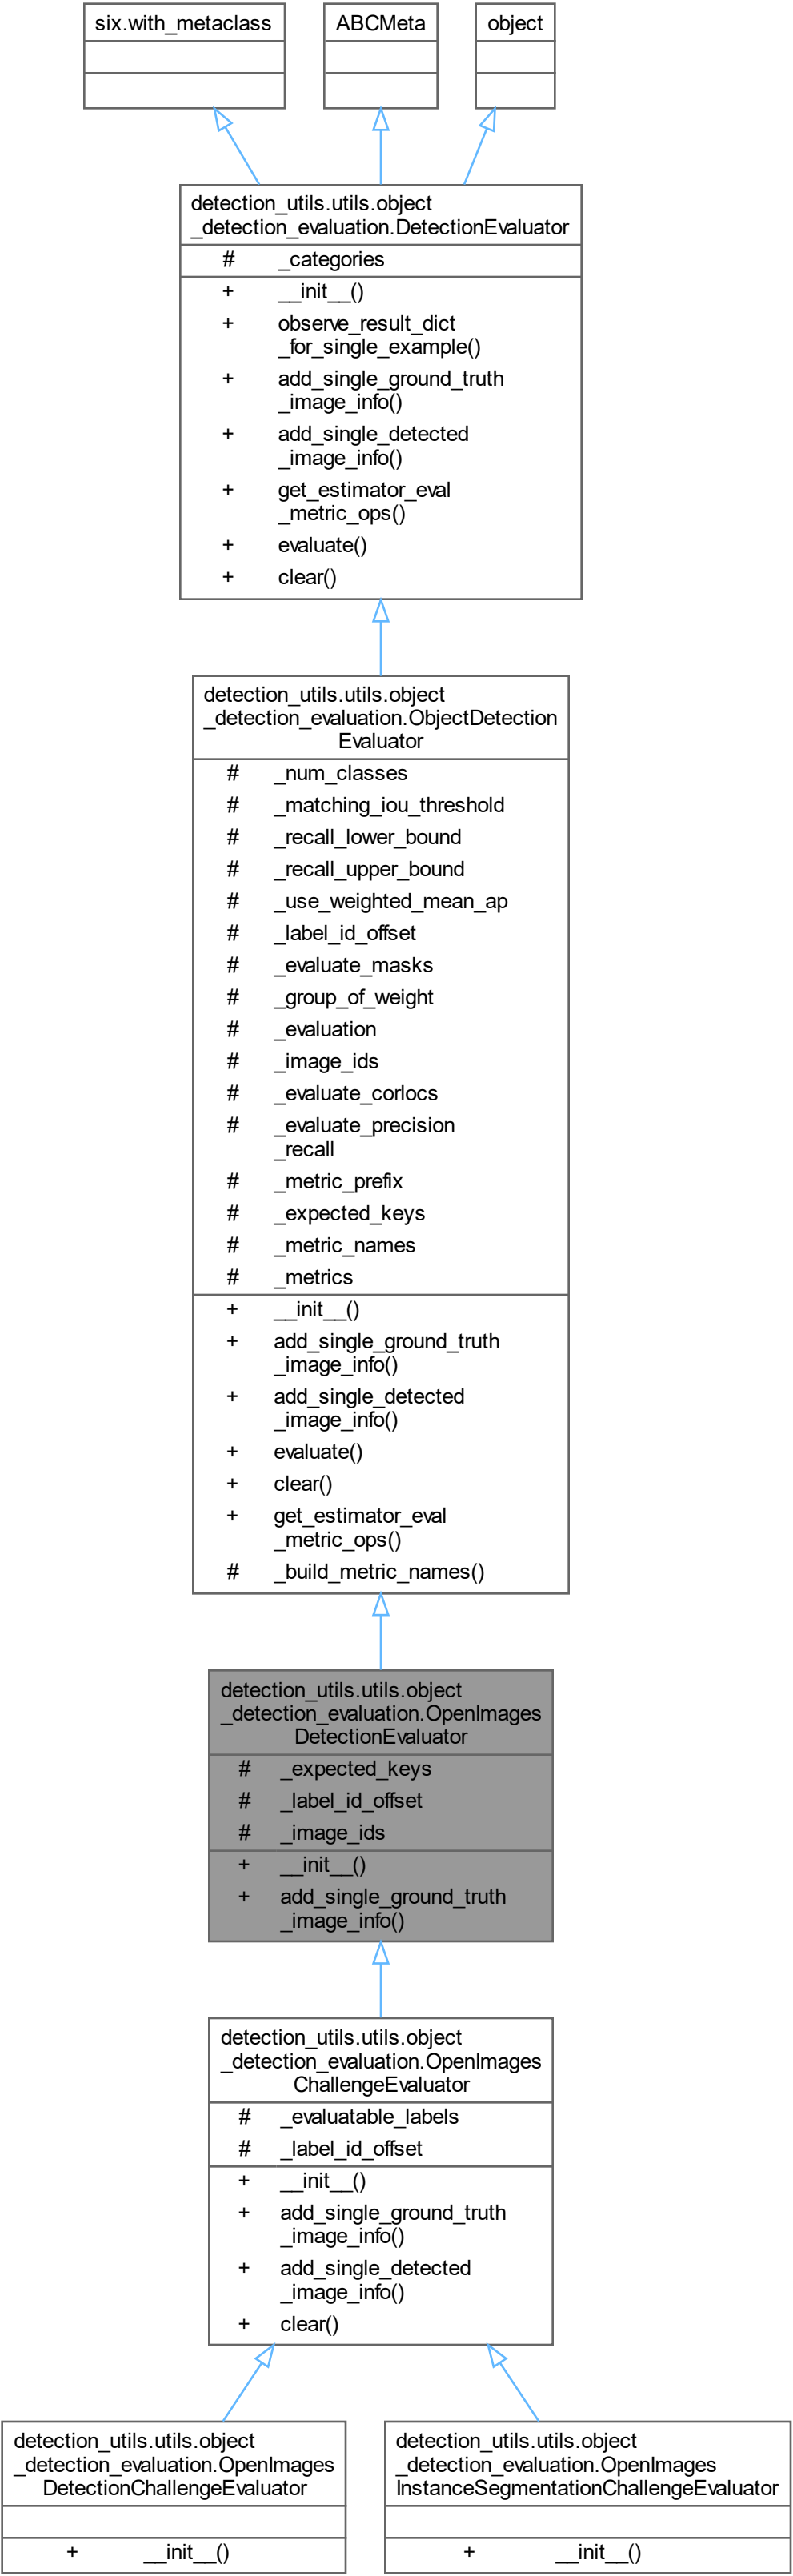 six.with_metaclass
ABCMeta
object
detection_utils.utils.object
_detection_evaluation.DetectionEvaluator
# _categories
+ __init__()
+ observe_result_dict
_for_single_example()
+ add_single_ground_truth
_image_info()
+ add_single_detected
_image_info()
+ get_estimator_eval
_metric_ops()
+ evaluate()
+ clear()
detection_utils.utils.object
_detection_evaluation.ObjectDetection
Evaluator
# _num_classes
# _matching_iou_threshold
# _recall_lower_bound
# _recall_upper_bound
# _use_weighted_mean_ap
# _label_id_offset
# _evaluate_masks
# _group_of_weight
# _evaluation
# _image_ids
# _evaluate_corlocs
# _evaluate_precision
_recall
# _metric_prefix
# _expected_keys
# _metric_names
# _metrics
+ __init__()
+ add_single_ground_truth
_image_info()
+ add_single_detected
_image_info()
+ evaluate()
+ clear()
+ get_estimator_eval
_metric_ops()
# _build_metric_names()
detection_utils.utils.object
_detection_evaluation.OpenImages
DetectionEvaluator
# _expected_keys
# _label_id_offset
# _image_ids
+ __init__()
+ add_single_ground_truth
_image_info()
detection_utils.utils.object
_detection_evaluation.OpenImages
ChallengeEvaluator
# _evaluatable_labels
# _label_id_offset
+ __init__()
+ add_single_ground_truth
_image_info()
+ add_single_detected
_image_info()
+ clear()
detection_utils.utils.object
_detection_evaluation.OpenImages
DetectionChallengeEvaluator
+ __init__()
detection_utils.utils.object
_detection_evaluation.OpenImages
InstanceSegmentationChallengeEvaluator
+ __init__()